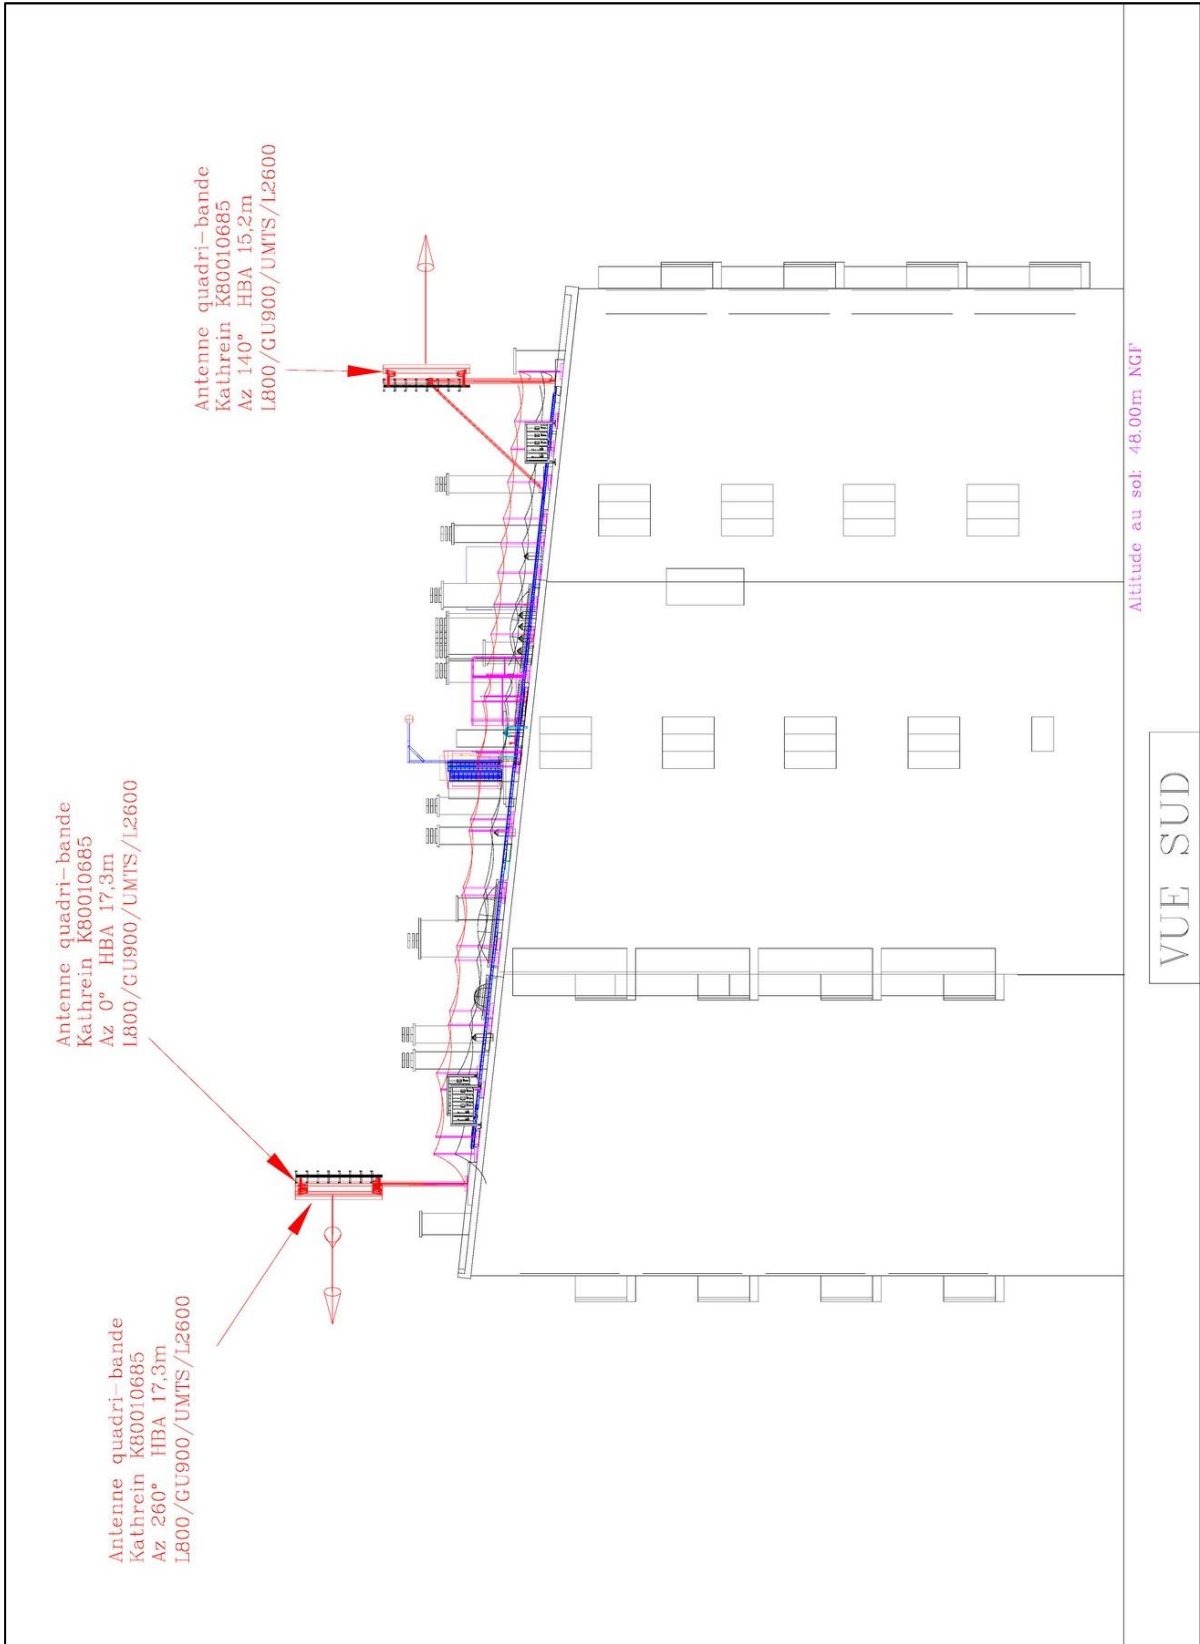 Antenne quadri-bande
Kathrein K80010685
Az 260° HBA 17,3m
L800/GU900/UMTS/L2600
Antenne quadri-bande
Kathrein K80010685
Az 0° HBA 17,3m
L800/GU900/UMTS/L2600
Antenne quadri-bande
Kathrein K80010685
Az 140° HBA 15,2m
L800/GU900/UMTS/L2600
Altitude au sol: 48.00m NGF
VUE SUD